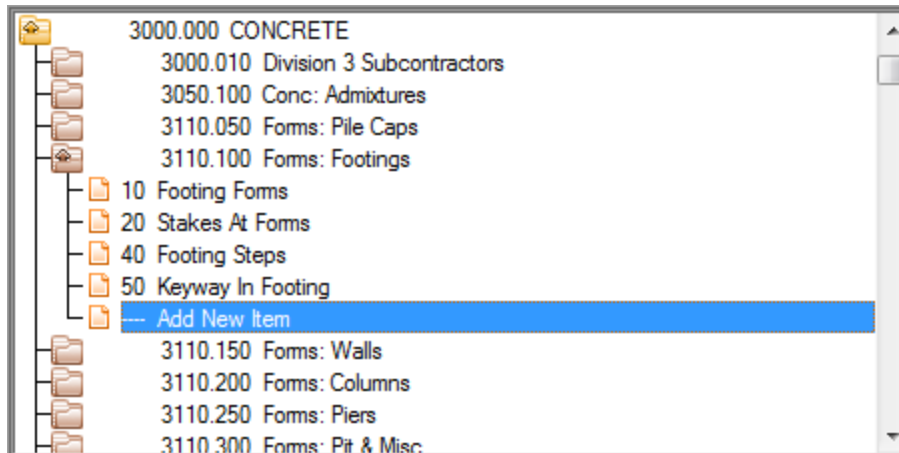 3000.000 CONCRETE
3000.010 Division 3 Subcontractors
3050.100 Conc: Admixtures
3110.050 Forms: Pile Caps
3110.100 Forms: Footings
10 Footing Forms
20 Stakes At Forms
40 Footing Steps
50 Keyway In Footing
---- Add New Item
3110.150 Forms: Walls
3110.200 Forms: Columns
3110.250 Forms: Piers
3110.300 Forms: Pit & Misc